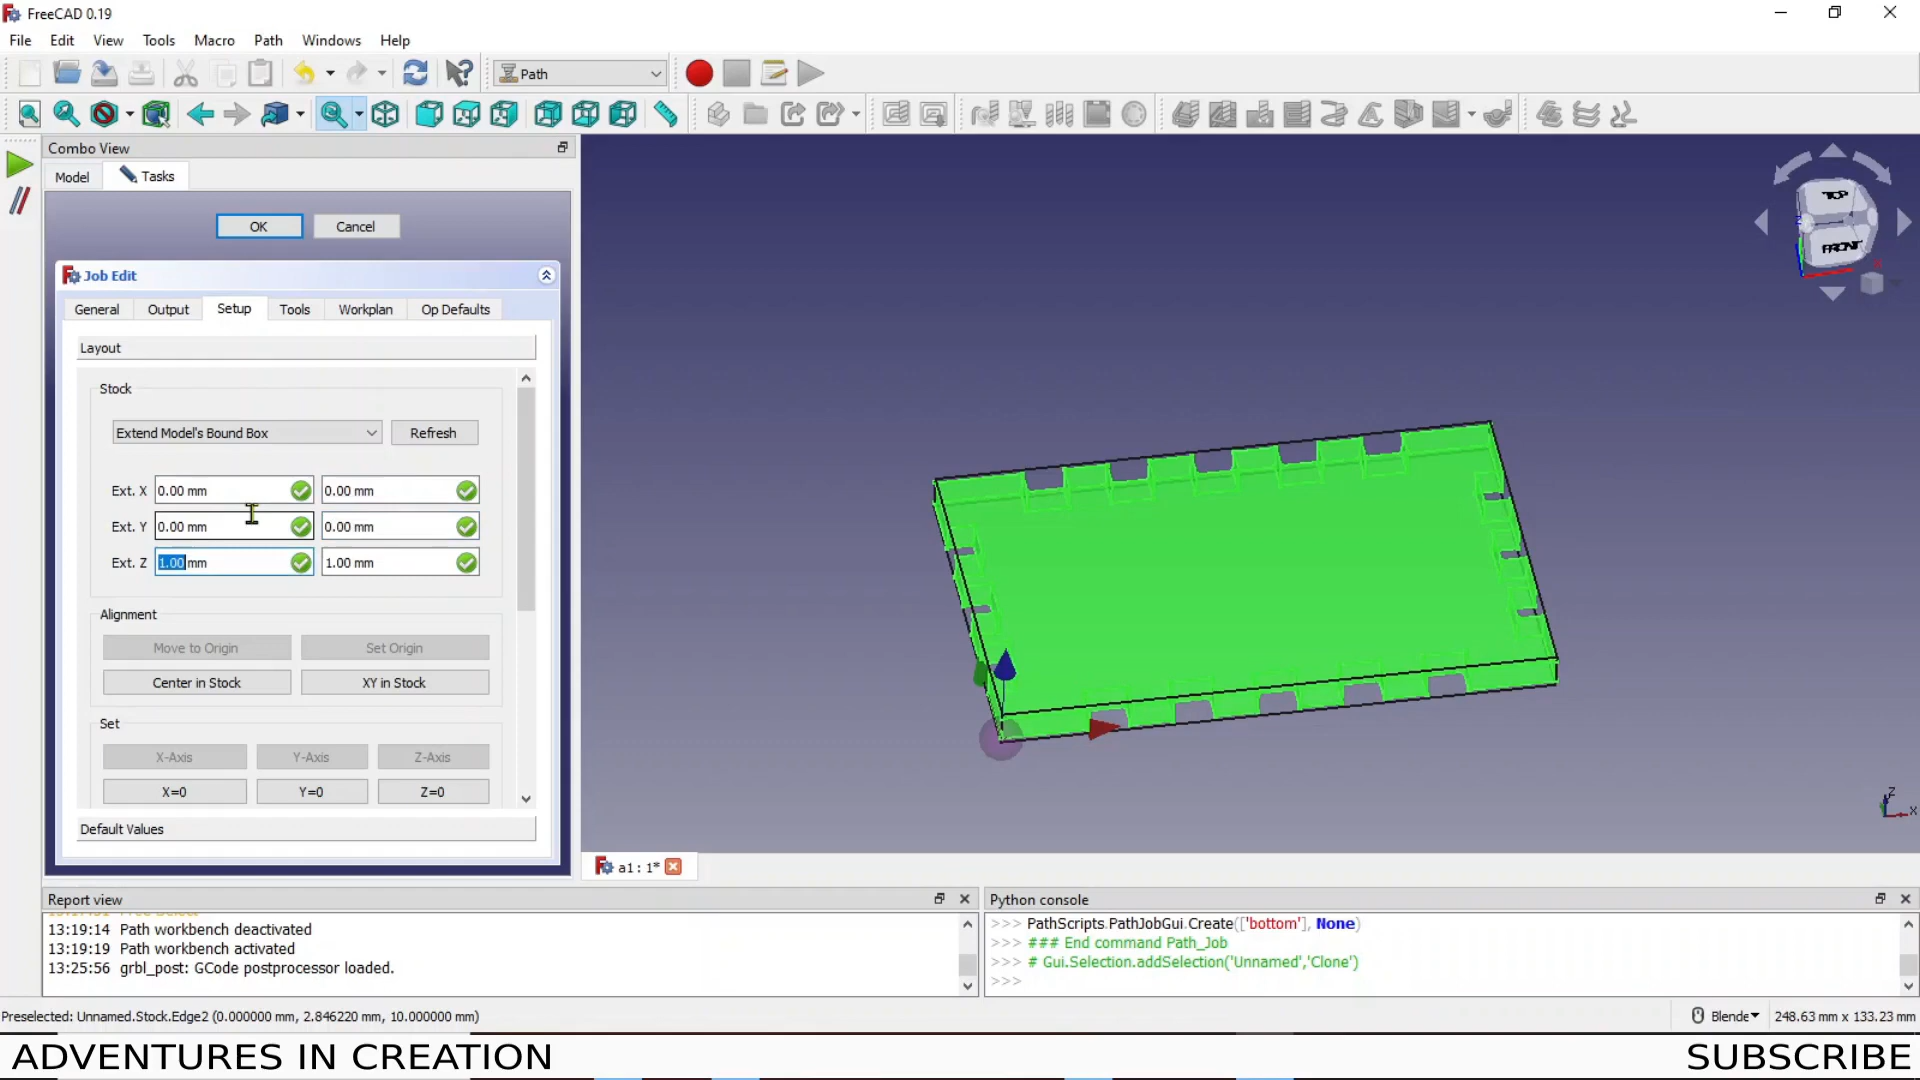 FreeCAD 0.19
File Edit View Tools Macro Path Windows Help
Path
Combo View
Model Tasks
OK Cancel
Job Edit
General Output Setup Tools Workplan Op Defaults
Layout
Stock
Extend Model's Bound Box Refresh
Ext. X 0.00 mm 0.00 mm
Ext. Y 0.00 mm 0.00 mm
Ext. Z 1.00 mm 1.00 mm
Alignment
Move to Origin Set Origin
Center in Stock XY in Stock
Set
X-Axis Y-Axis Z-Axis
X=0 Y=0 Z=0
Default Values
TOP
FRONT
Z
X
a1 : 1*
Report view
13:19:14 Path workbench deactivated
13:19:19 Path workbench activated
13:25:56 grbl_post: GCode postprocessor loaded.
Python console
>>> PathScripts.PathJobGui.Create(['bottom'], None)
>>> ### End command Path_Job
>>> # Gui.Selection.addSelection('Unnamed','Clone')
>>>
Preselected: Unnamed.Stock.Edge2 (0.000000 mm, 2.846220 mm, 10.000000 mm)
Blende 248.63 mm x 133.23 mm
ADVENTURES IN CREATION
SUBSCRIBE